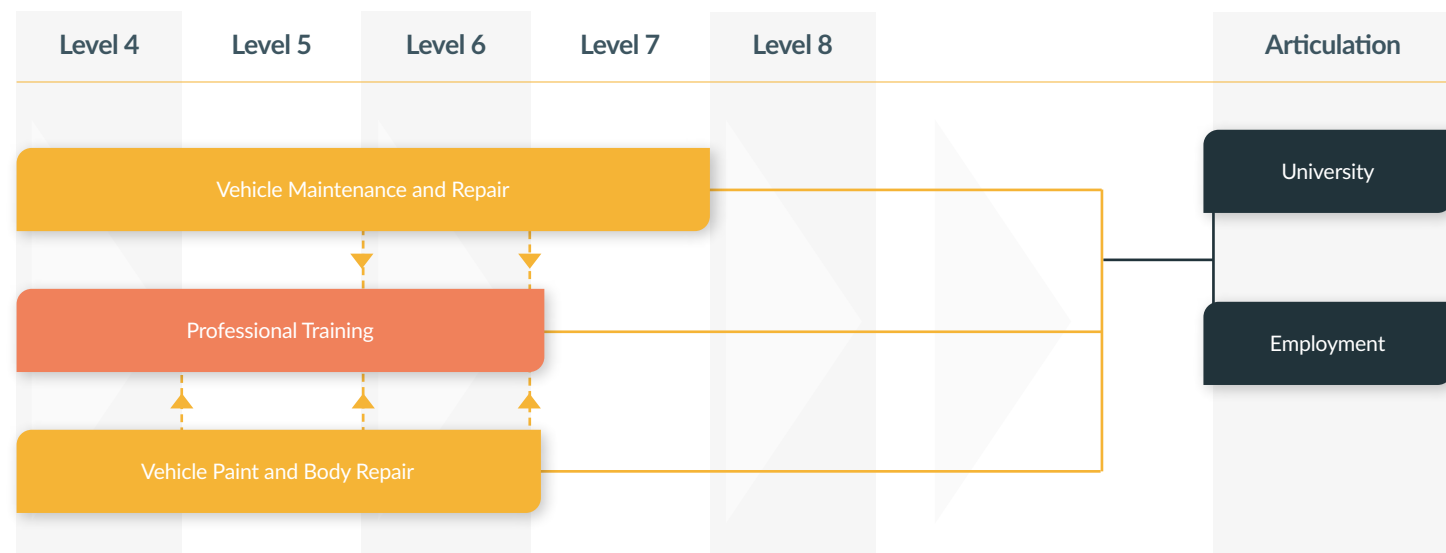 Level 4
Level 5
Level 6
Level 7
Level 8
Articulation
Vehicle Maintenance and Repair
University
Professional Training
Employment
Vehicle Paint and Body Repair